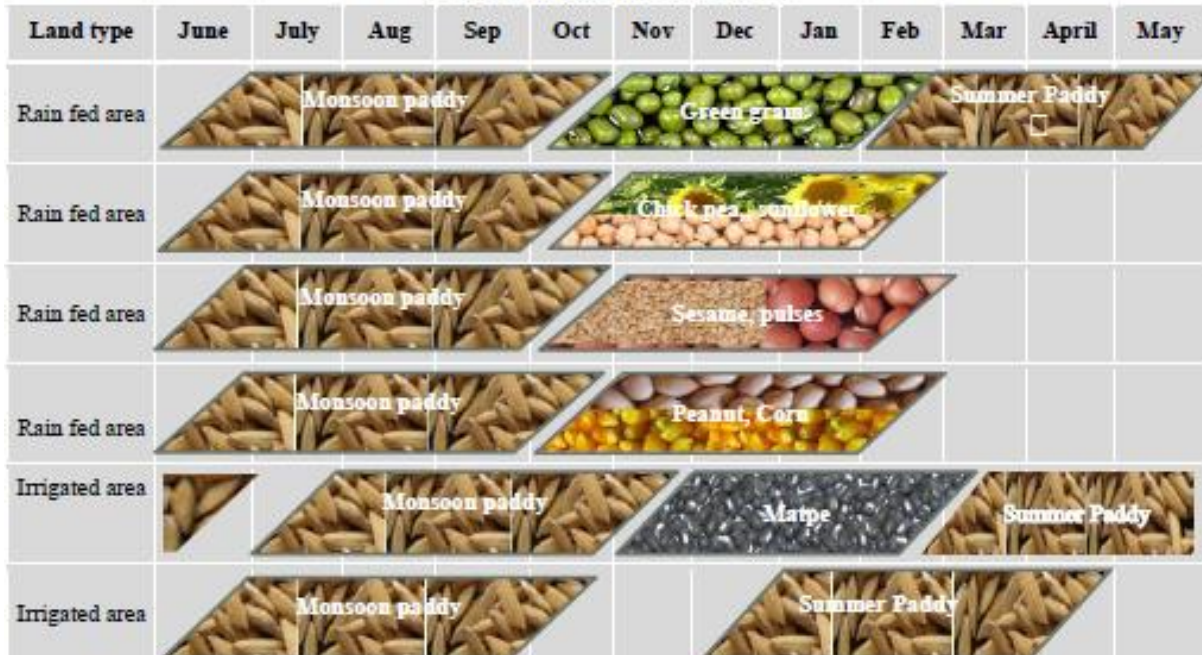 Land type June July Aug Sep Oct Nov Dec Jan Feb Mar April May
Rain fed area Monsoon paddy Green gram Summer Paddy
Rain fed area Monsoon paddy Chick pea, sunflower
Rain fed area Monsoon paddy Sesame, pulses
Rain fed area Monsoon paddy Peanut, Corn
Irrigated area Monsoon paddy Matpe Summer Paddy
Irrigated area Monsoon paddy Summer Paddy